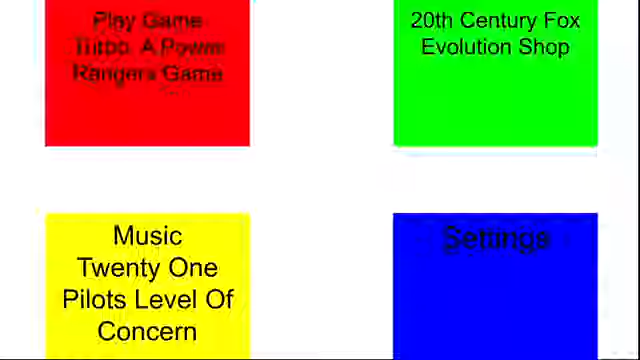 Play Game
Turbo: A Power
Rangers Game
20th Century Fox
Evolution Shop
Music
Twenty One
Pilots Level Of
Concern
Settings